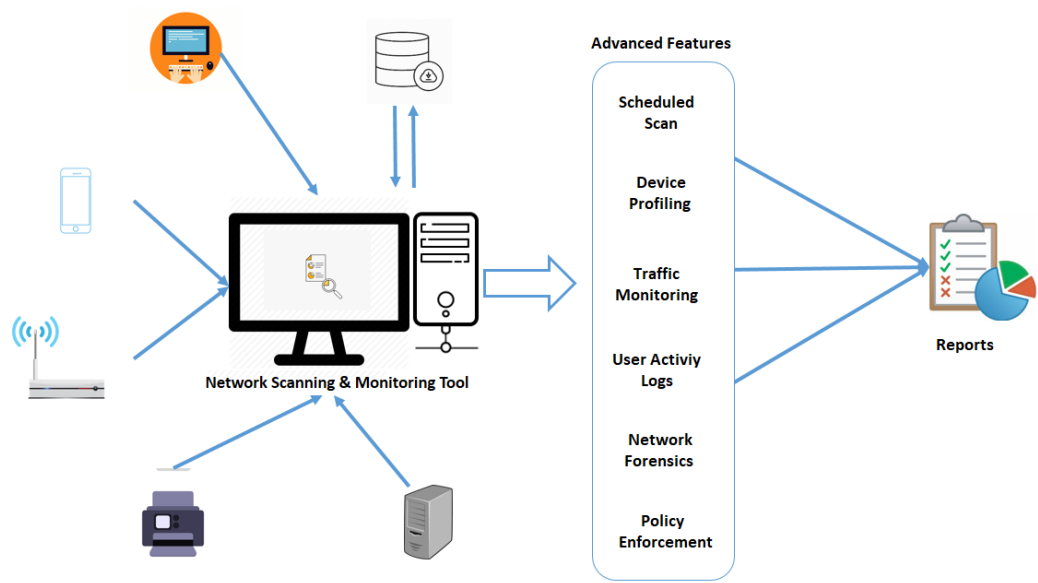 Advanced Features
Scheduled
Scan
Device
Profiling
Traffic
Monitoring
User Activiy
Logs
Network
Forensics
Policy
Enforcement
Network Scanning & Monitoring Tool
Reports